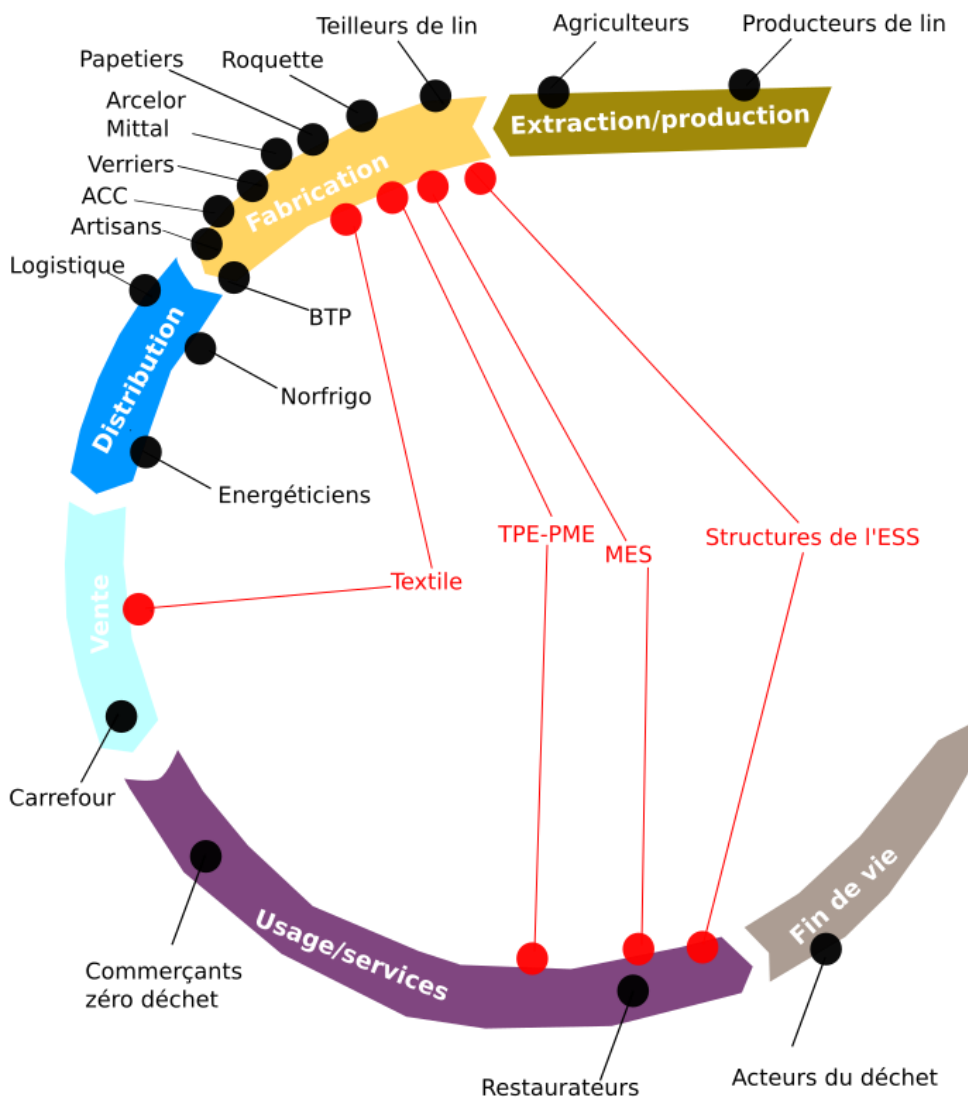 Teilleurs de lin
Agriculteurs
Producteurs de lin
Roquette
Papetiers
Arcelor
Mittal
Verriers
ACC
Artisans
Logistique
Extraction/production
Fabrication
BTP
Distribution
Norfrigo
Energéticiens
TPE-PME
MES
Structures de l'ESS
Textile
Vente
Carrefour
Fin de vie
Usage/services
Commerçants
zéro déchet
Restaurateurs
Acteurs du déchet